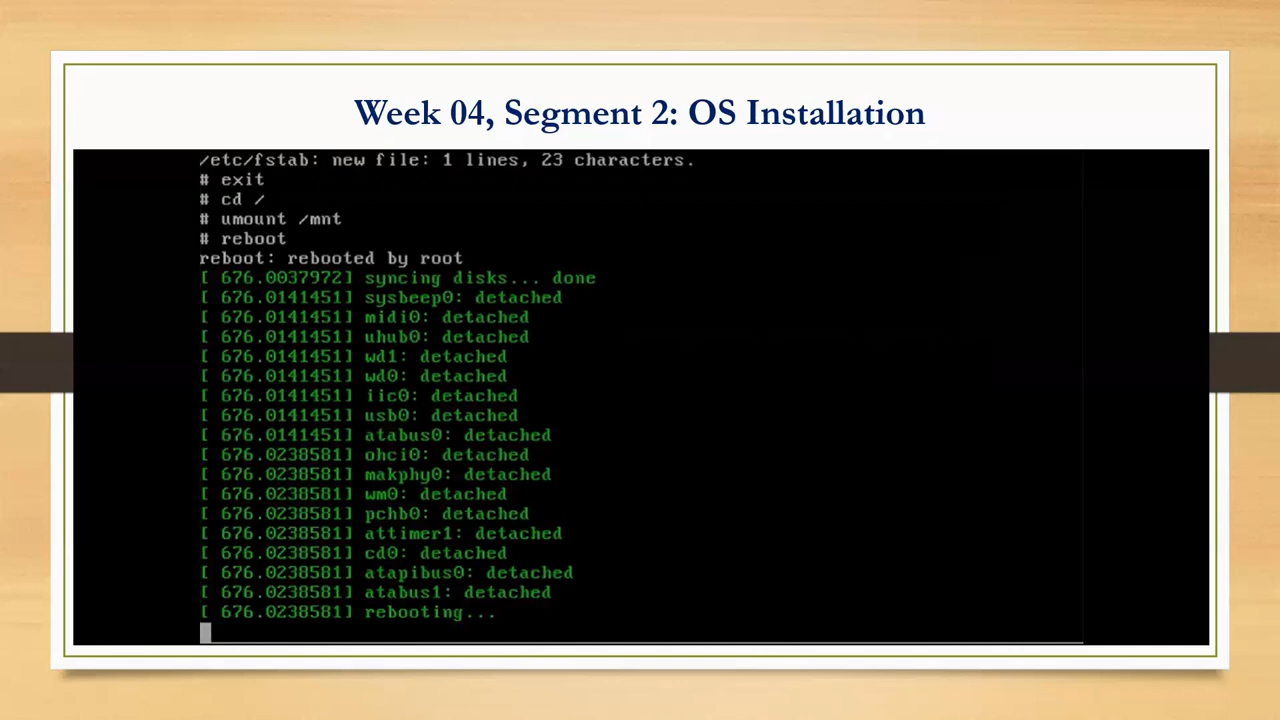 Week 04, Segment 2: OS Installation
/etc/fstab: new file: 1 lines, 23 characters.
# exit
# cd /
# umount /mnt
# reboot
reboot: rebooted by root
[ 676.0037972] syncing disks... done
[ 676.0141451] sysbeep0: detached
[ 676.0141451] midi0: detached
[ 676.0141451] uhub0: detached
[ 676.0141451] wd1: detached
[ 676.0141451] wd0: detached
[ 676.0141451] iic0: detached
[ 676.0141451] usb0: detached
[ 676.0141451] atabus0: detached
[ 676.0238581] ohci0: detached
[ 676.0238581] makphy0: detached
[ 676.0238581] wm0: detached
[ 676.0238581] pchb0: detached
[ 676.0238581] attimer1: detached
[ 676.0238581] cd0: detached
[ 676.0238581] atapibus0: detached
[ 676.0238581] atabus1: detached
[ 676.0238581] rebooting...